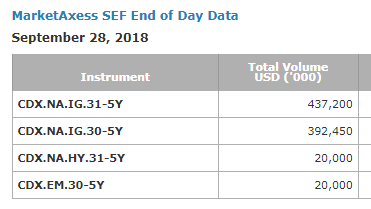 MarketAxess SEF End of Day Data
September 28, 2018
Instrument Total Volume
USD ('000)
CDX.NA.IG.31-5Y 437,200
CDX.NA.IG.30-5Y 392,450
CDX.NA.HY.31-5Y 20,000
CDX.EM.30-5Y 20,000